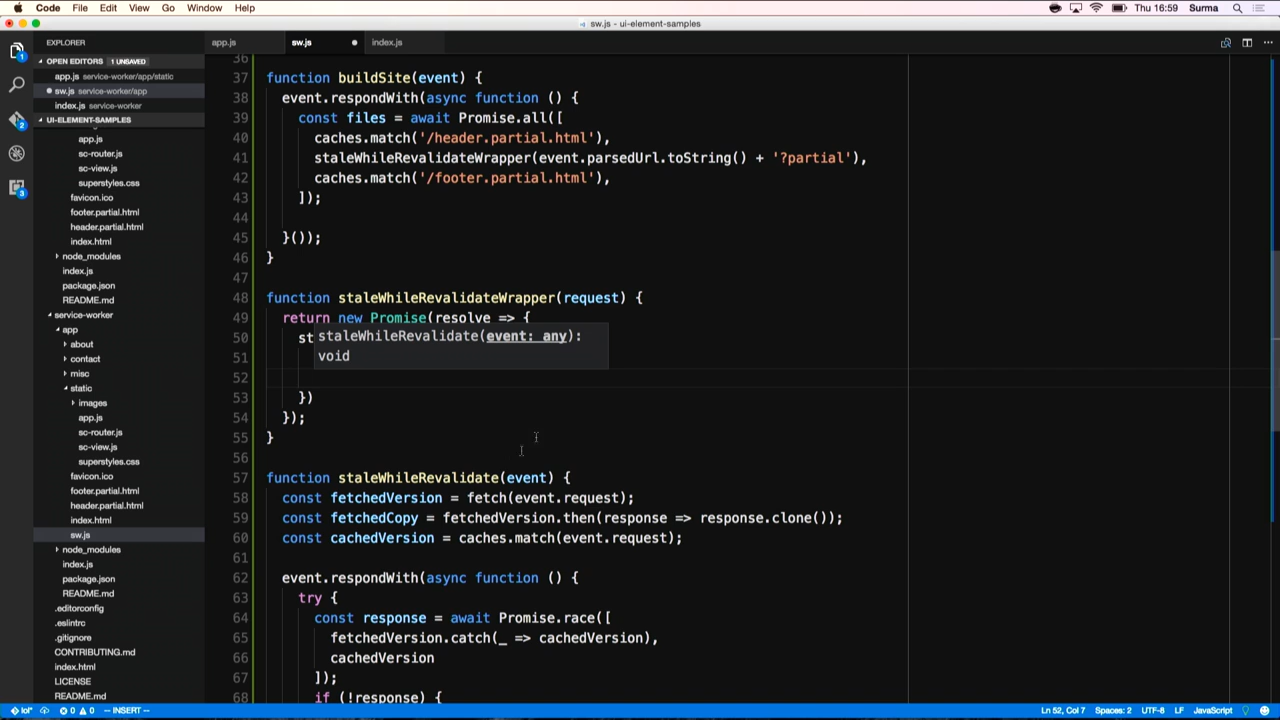 Code File Edit View Go Window Help Thu 16:59 Surma
sw.js - ui-element-samples
EXPLORER app.js sw.js index.js
OPEN EDITORS 1 UNSAVED
app.js service-worker/app/static
sw.js service-worker/app
index.js service-worker
UI-ELEMENT-SAMPLES
app.js
sc-router.js
sc-view.js
superstyles.css
favicon.ico
footer.partial.html
header.partial.html
index.html
node_modules
index.js
package.json
README.md
service-worker
app
about
contact
misc
static
images
app.js
sc-router.js
sc-view.js
superstyles.css
favicon.ico
footer.partial.html
header.partial.html
index.html
sw.js
node_modules
index.js
package.json
README.md
.editorconfig
.eslintrc
.gitignore
CONTRIBUTING.md
index.html
LICENSE
README.md
1
2
3
36
37 function buildSite(event) {
38 event.respondWith(async function () {
39 const files = await Promise.all([
40 caches.match('/header.partial.html'),
41 staleWhileRevalidateWrapper(event.parsedUrl.toString() + '?partial'),
42 caches.match('/footer.partial.html'),
43 ]);
44
45 }());
46 }
47
48 function staleWhileRevalidateWrapper(request) {
49 return new Promise(resolve => {
50 st
staleWhileRevalidate(event: any):
51
void
52
53 })
54 });
55 }
56
57 function staleWhileRevalidate(event) {
58 const fetchedVersion = fetch(event.request);
59 const fetchedCopy = fetchedVersion.then(response => response.clone());
60 const cachedVersion = caches.match(event.request);
61
62 event.respondWith(async function () {
63 try {
64 const response = await Promise.race([
65 fetchedVersion.catch(_ => cachedVersion),
66 cachedVersion
67 ]);
68 if (!response) {
lol* 0 0 -- INSERT -- Ln 52, Col 7 Spaces: 2 UTF-8 LF JavaScript